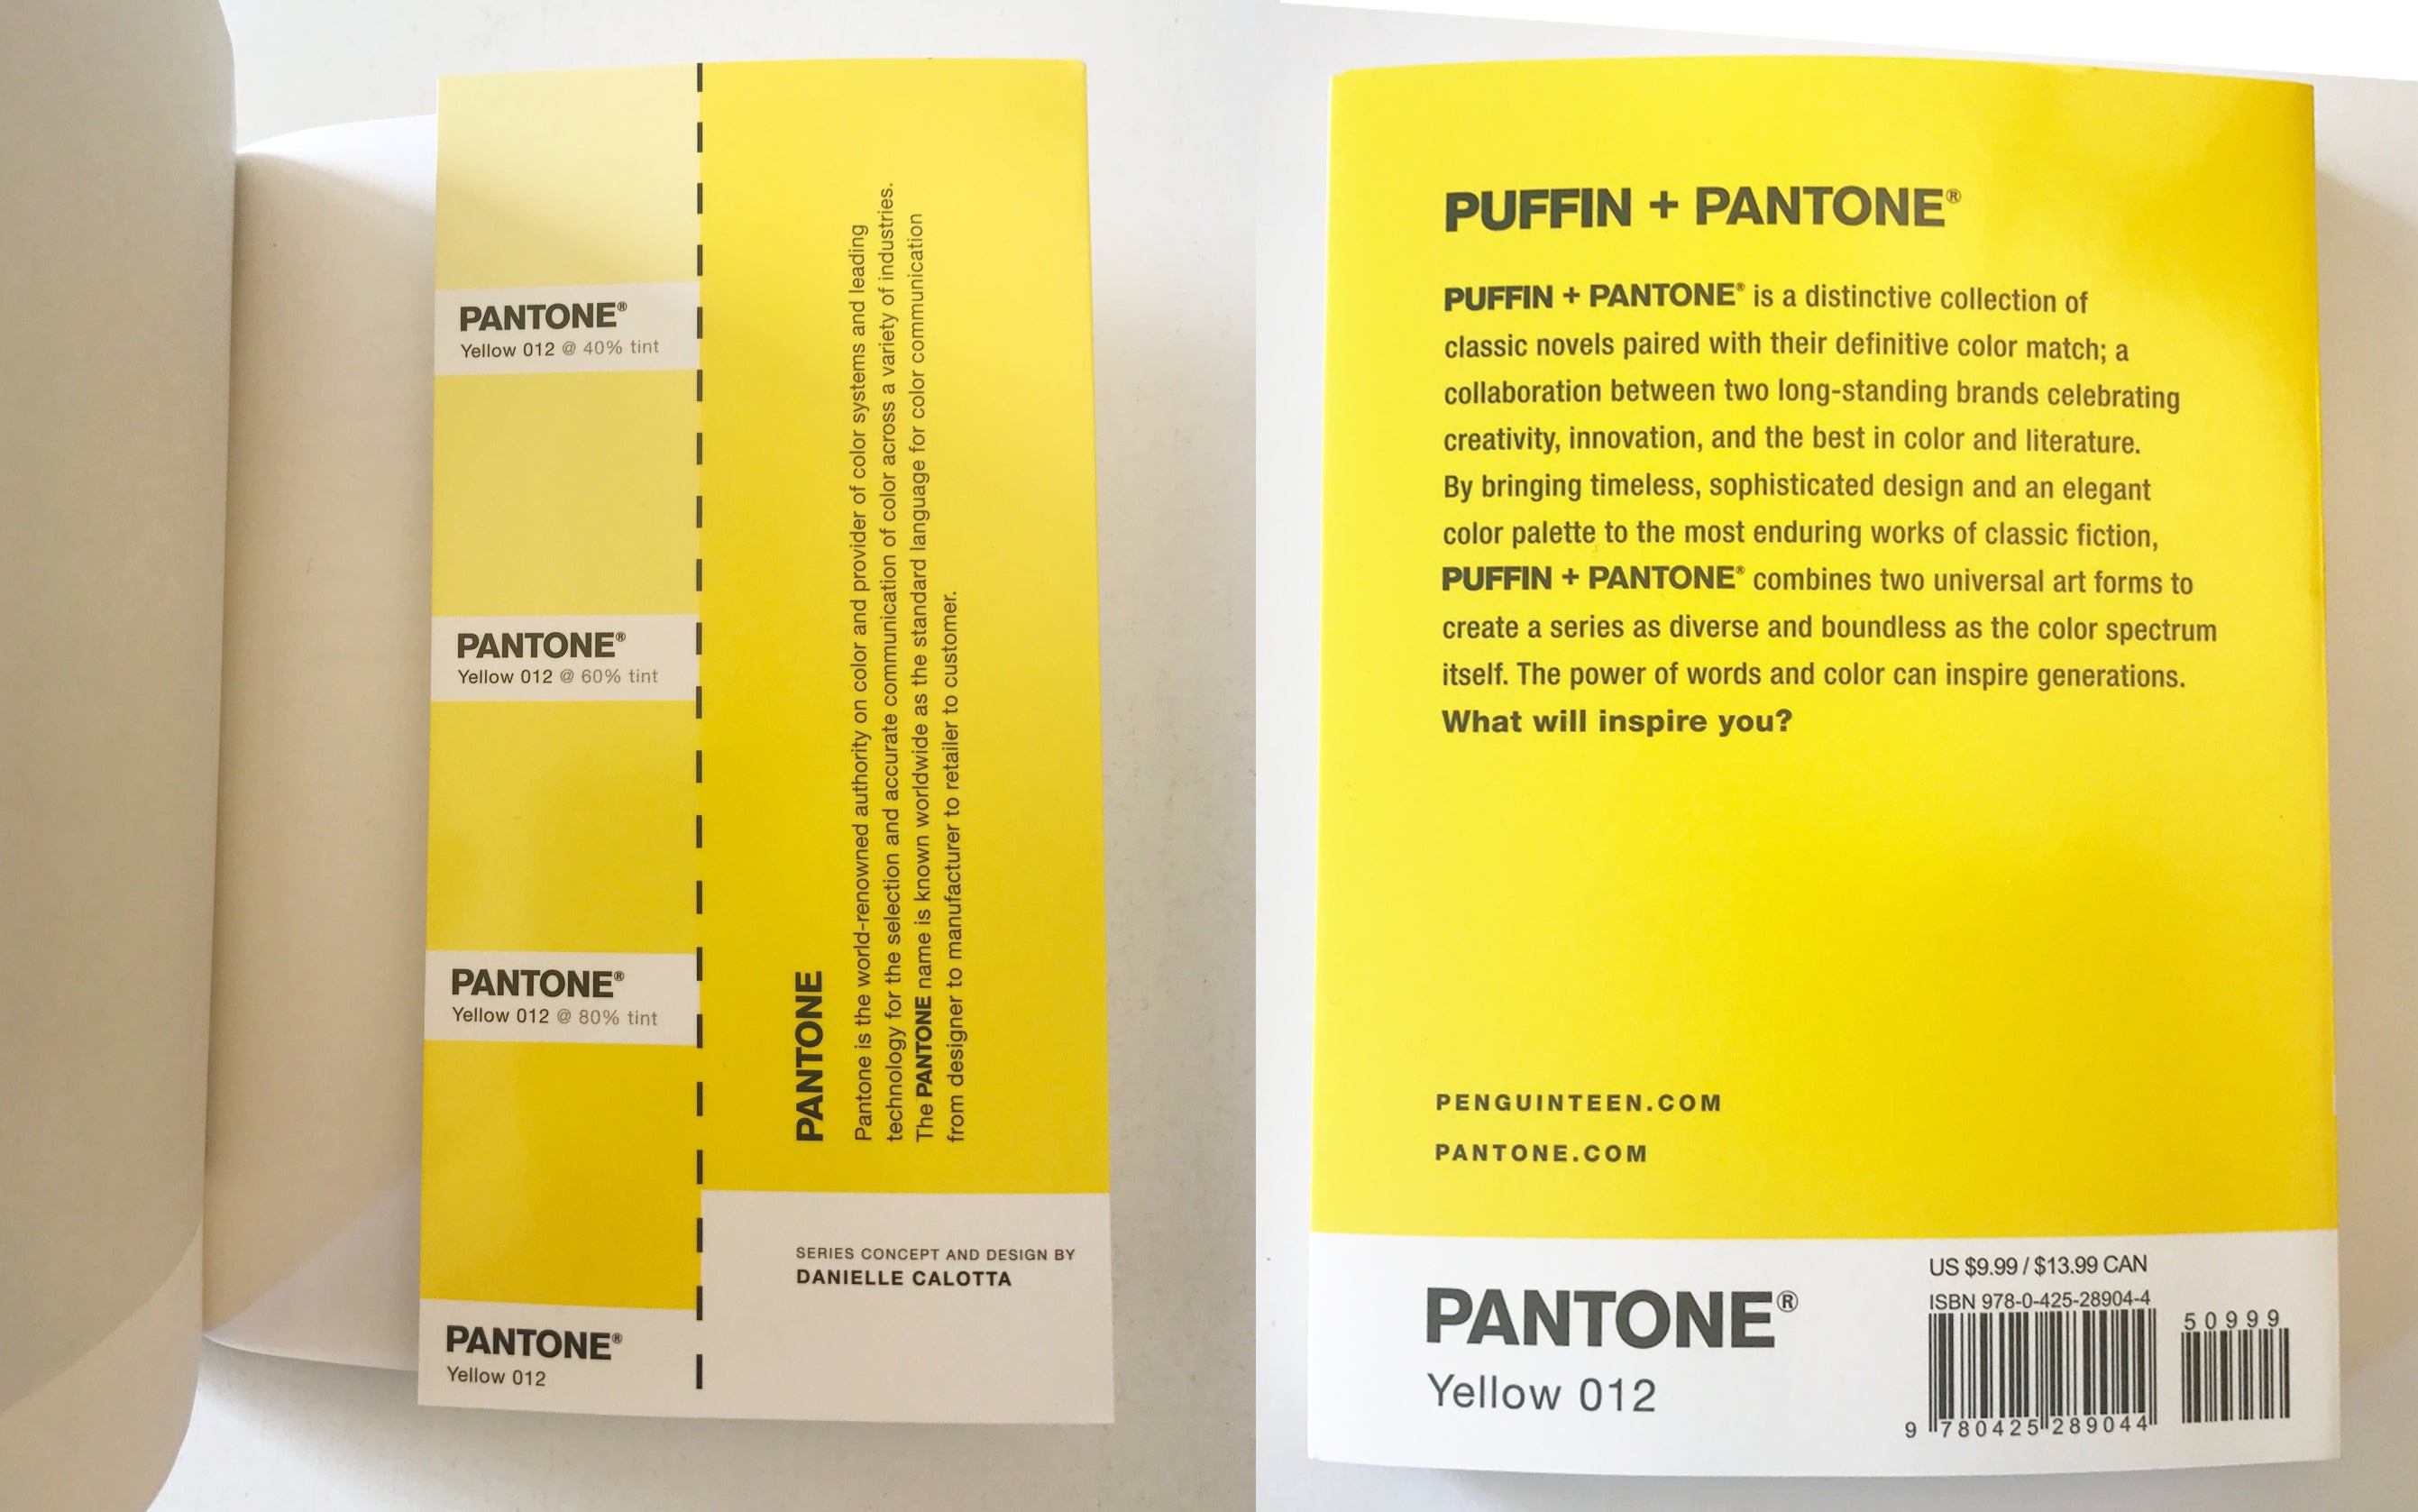 PANTONE®
Yellow 012 @ 40% tint
PANTONE®
Yellow 012 @ 60% tint
PANTONE®
Yellow 012 @ 80% tint
PANTONE®
Yellow 012
PANTONE
Pantone is the world-renowned authority on color and provider of color systems and leading
technology for the selection and accurate communication of color across a variety of industries.
The PANTONE name is known worldwide as the standard language for color communication
from designer to manufacturer to retailer to customer.
SERIES CONCEPT AND DESIGN BY
DANIELLE CALOTTA
PUFFIN + PANTONE®
PUFFIN + PANTONE® is a distinctive collection of
classic novels paired with their definitive color match; a
collaboration between two long-standing brands celebrating
creativity, innovation, and the best in color and literature.
By bringing timeless, sophisticated design and an elegant
color palette to the most enduring works of classic fiction,
PUFFIN + PANTONE® combines two universal art forms to
create a series as diverse and boundless as the color spectrum
itself. The power of words and color can inspire generations.
What will inspire you?
PENGUINTEEN.COM
PANTONE.COM
PANTONE®
Yellow 012
US $9.99 / $13.99 CAN
ISBN 978-0-425-28904-4
50999
9 780425 289044